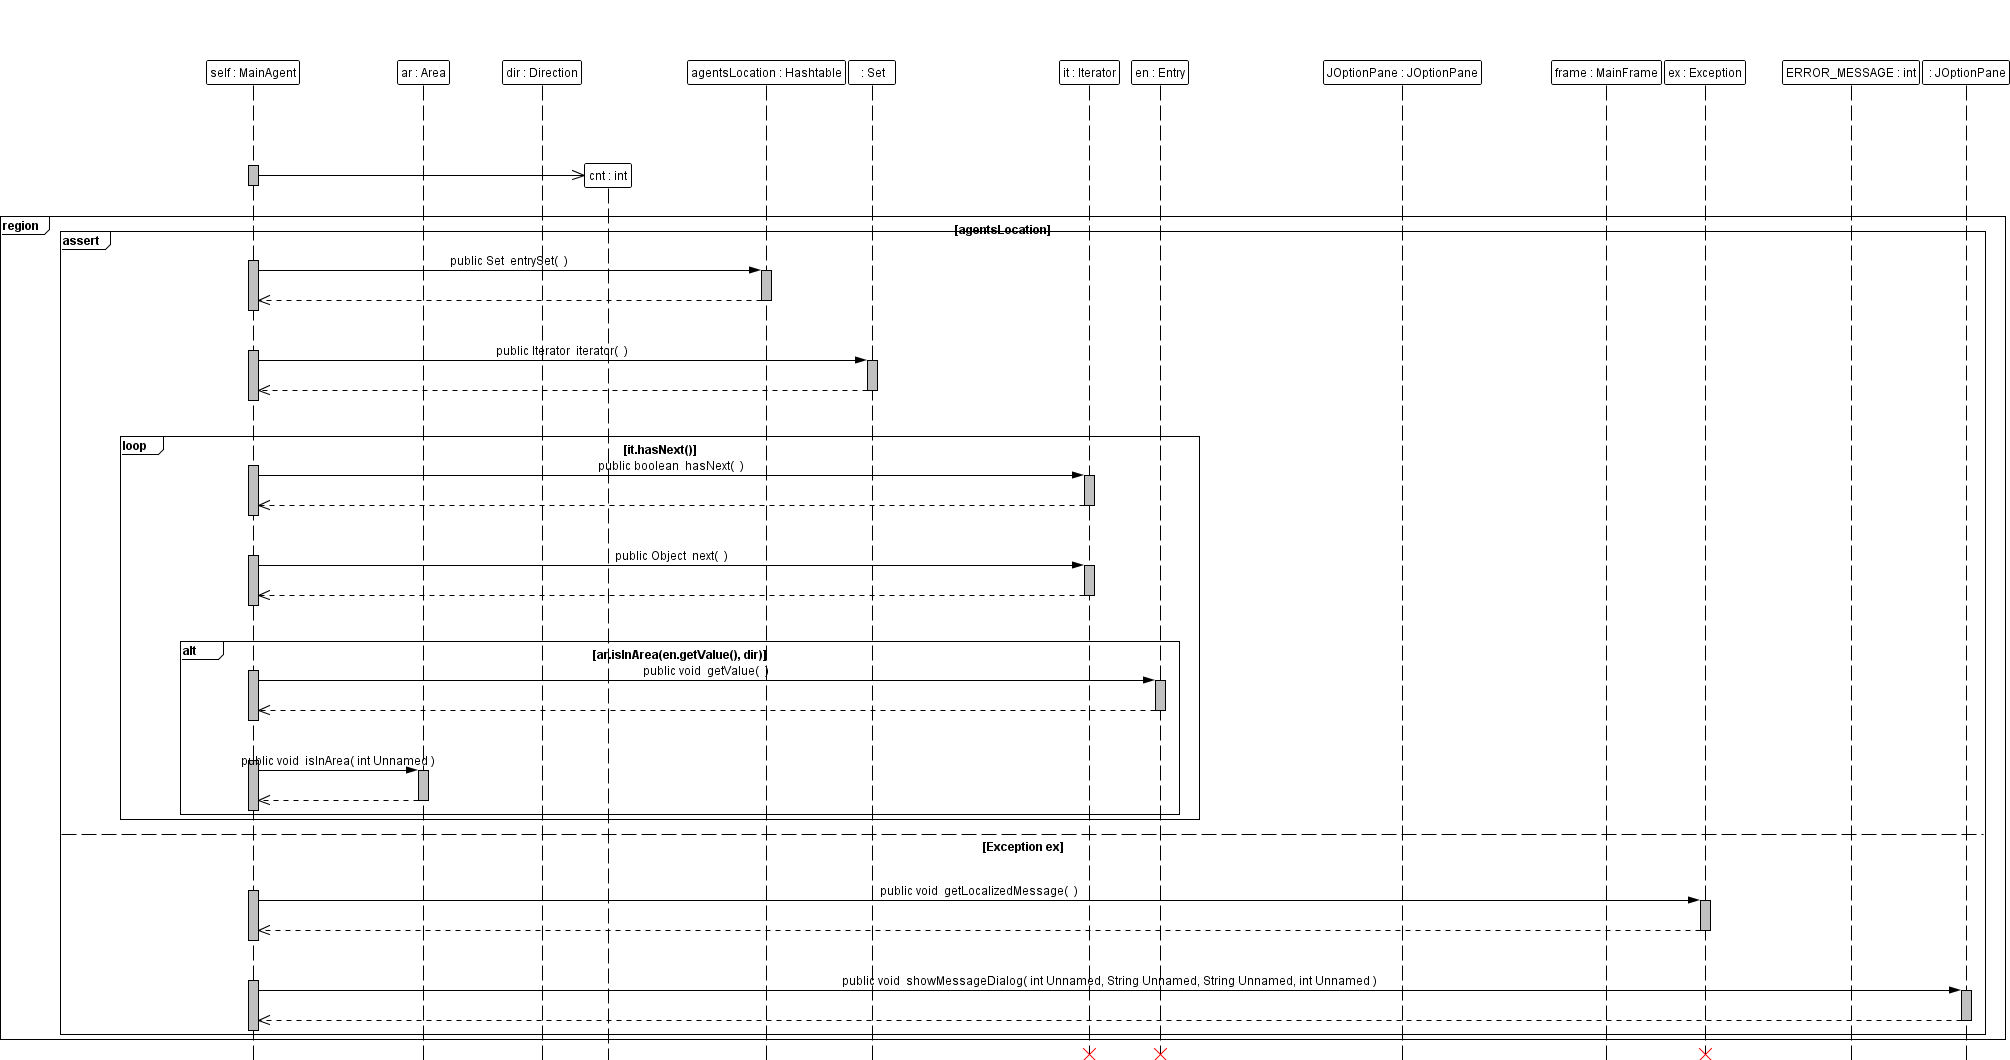 self : MainAgent
ar : Area
dir : Direction
agentsLocation : Hashtable
: Set
it : Iterator
en : Entry
JOptionPane : JOptionPane
frame : MainFrame
ex : Exception
ERROR_MESSAGE : int
: JOptionPane
cnt : int
region
[agentsLocation]
assert
public Set entrySet( )
public Iterator iterator( )
loop
[it.hasNext()]
public boolean hasNext( )
public Object next( )
alt
[ar.isInArea(en.getValue(), dir)]
public void getValue( )
public void isInArea( int Unnamed )
[Exception ex]
public void getLocalizedMessage( )
public void showMessageDialog( int Unnamed, String Unnamed, String Unnamed, int Unnamed )